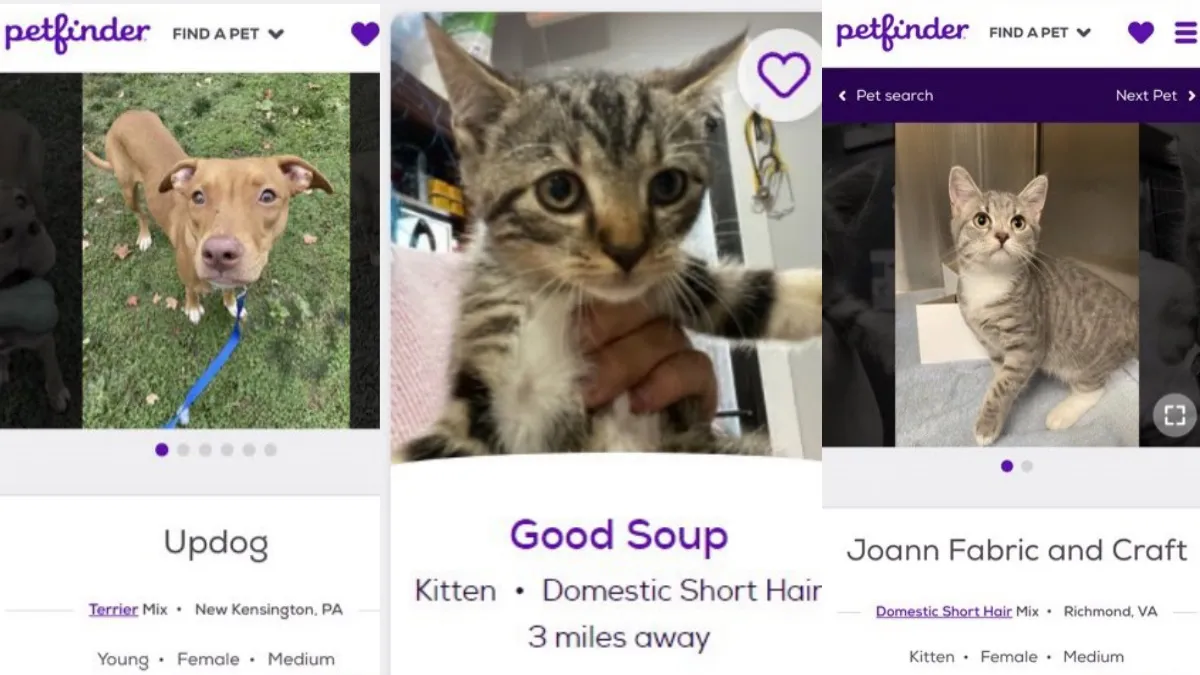 petfinder FIND A PET
Updog
Terrier Mix • New Kensington, PA
Young • Female • Medium
Good Soup
Kitten • Domestic Short Hair
3 miles away
petfinder FIND A PET
Pet search Next Pet
Joann Fabric and Craft
Domestic Short Hair Mix • Richmond, VA
Kitten • Female • Medium